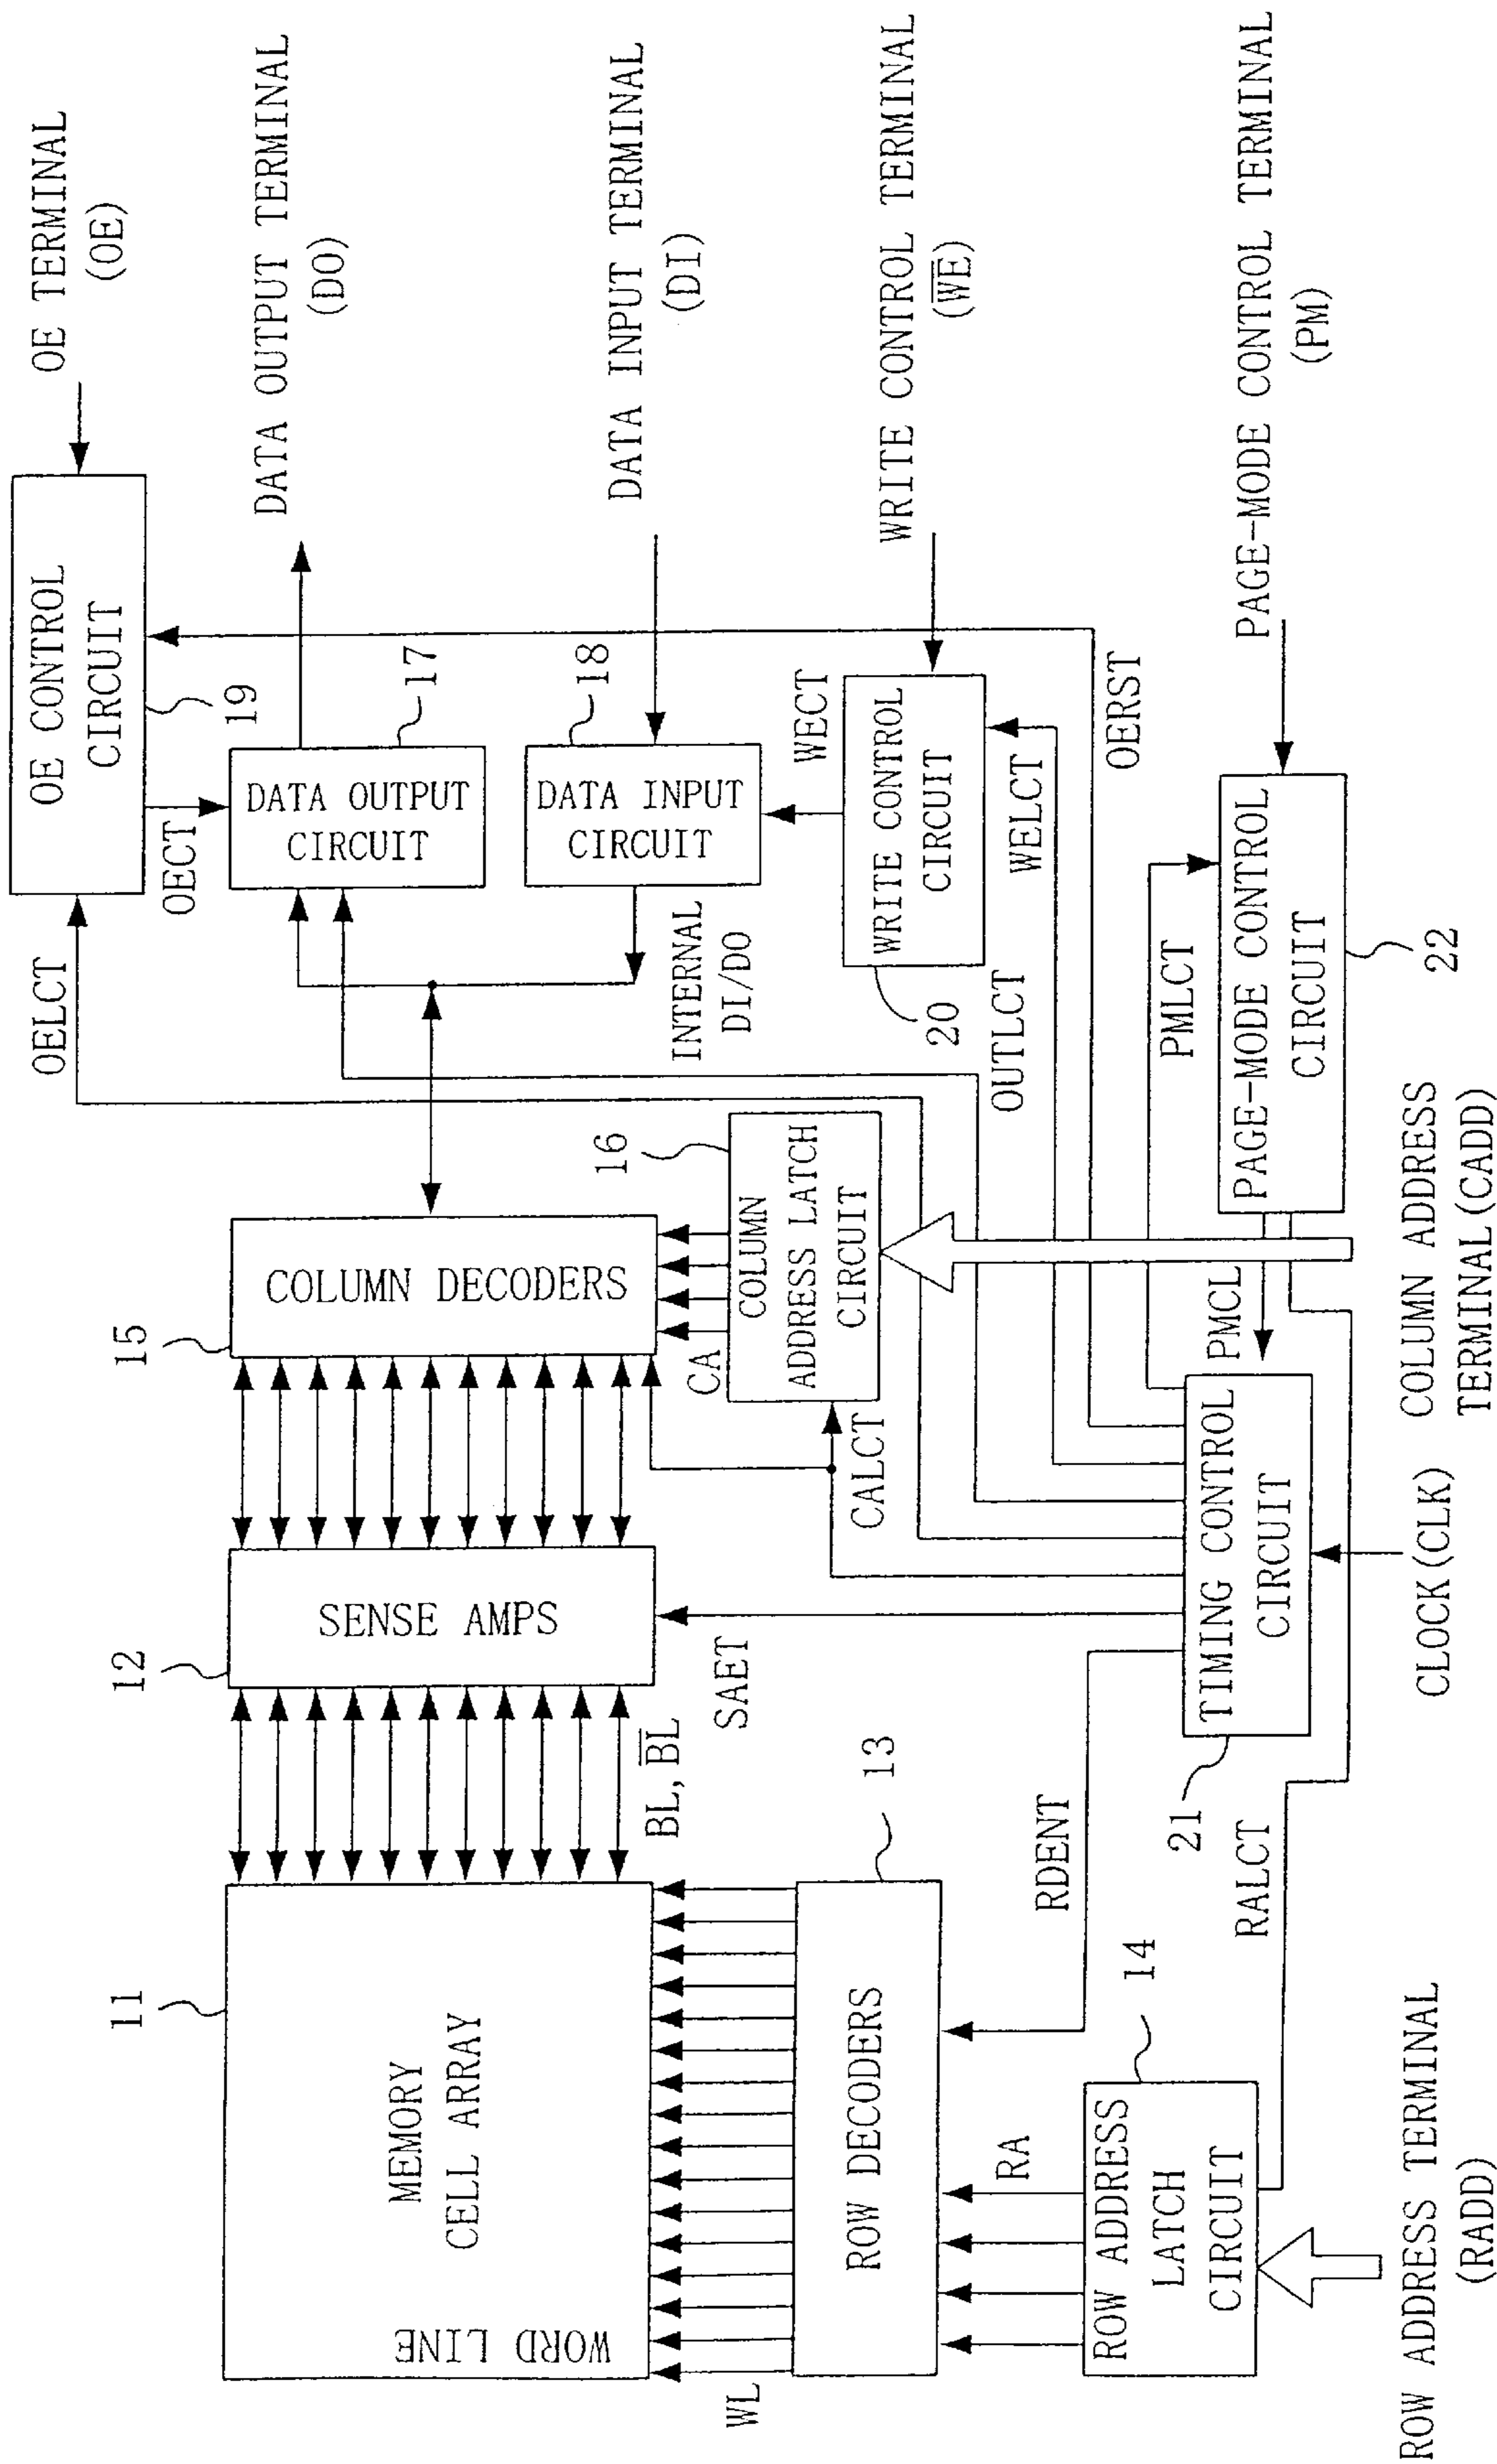 OE TERMINAL
(OE)
DATA OUTPUT TERMINAL
(DO)
DATA INPUT TERMINAL
(DI)
WRITE CONTROL TERMINAL
(W̅E̅)
PAGE-MODE CONTROL TERMINAL
(PM)
OE CONTROL
CIRCUIT
19
OECT
OELCT
17
DATA OUTPUT
CIRCUIT
18
DATA INPUT
CIRCUIT
INTERNAL
DI/DO
WECT
WRITE CONTROL
CIRCUIT
20
WELCT
OERST
OUTLCT
PMLCT
PAGE-MODE CONTROL
CIRCUIT
22
PMCL
COLUMN ADDRESS
TERMINAL(CADD)
15
COLUMN DECODERS
16
COLUMN
ADDRESS LATCH
CIRCUIT
CA
CALCT
12
SENSE AMPS
SAET
BL, B̅L̅
TIMING CONTROL
CIRCUIT
21
CLOCK(CLK)
11
MEMORY
CELL ARRAY
WORD LINE
WL
13
ROW DECODERS
RDENT
RALCT
RA
14
ROW ADDRESS
LATCH
CIRCUIT
ROW ADDRESS TERMINAL
(RADD)